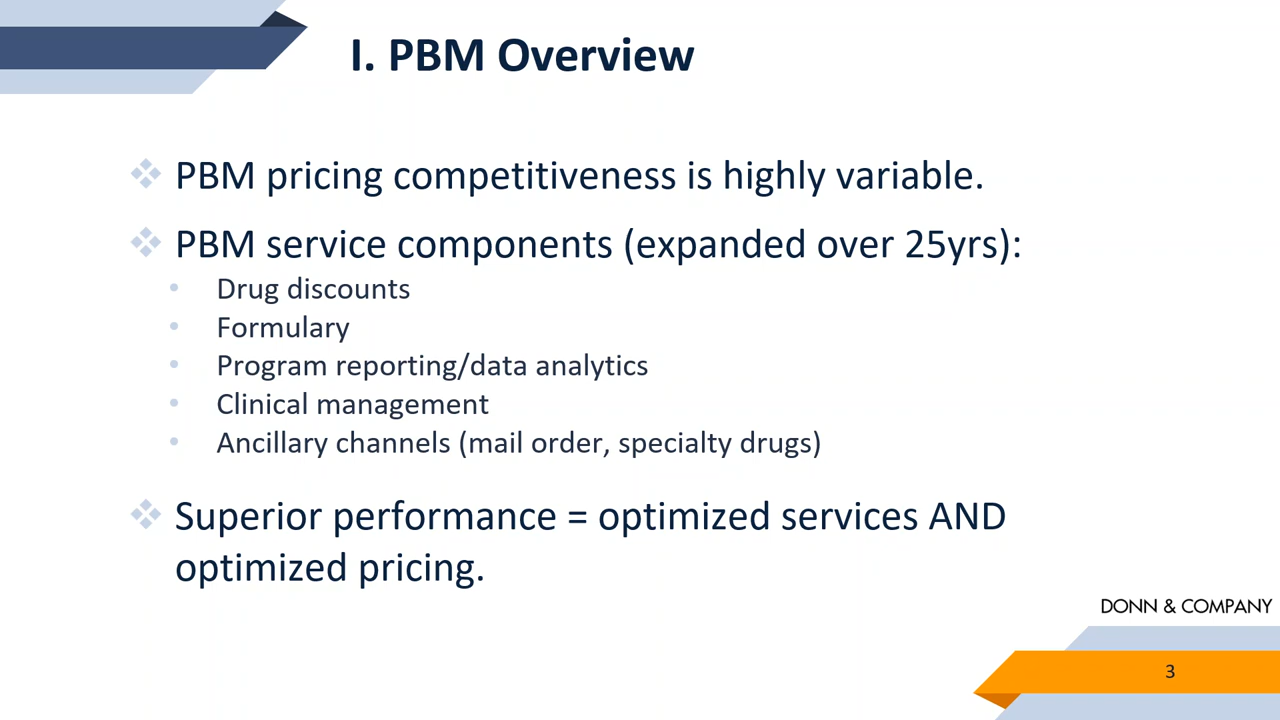 I. PBM Overview
PBM pricing competitiveness is highly variable.
PBM service components (expanded over 25yrs):
Drug discounts
Formulary
Program reporting/data analytics
Clinical management
Ancillary channels (mail order, specialty drugs)
Superior performance = optimized services AND
optimized pricing.
DONN & COMPANY
3